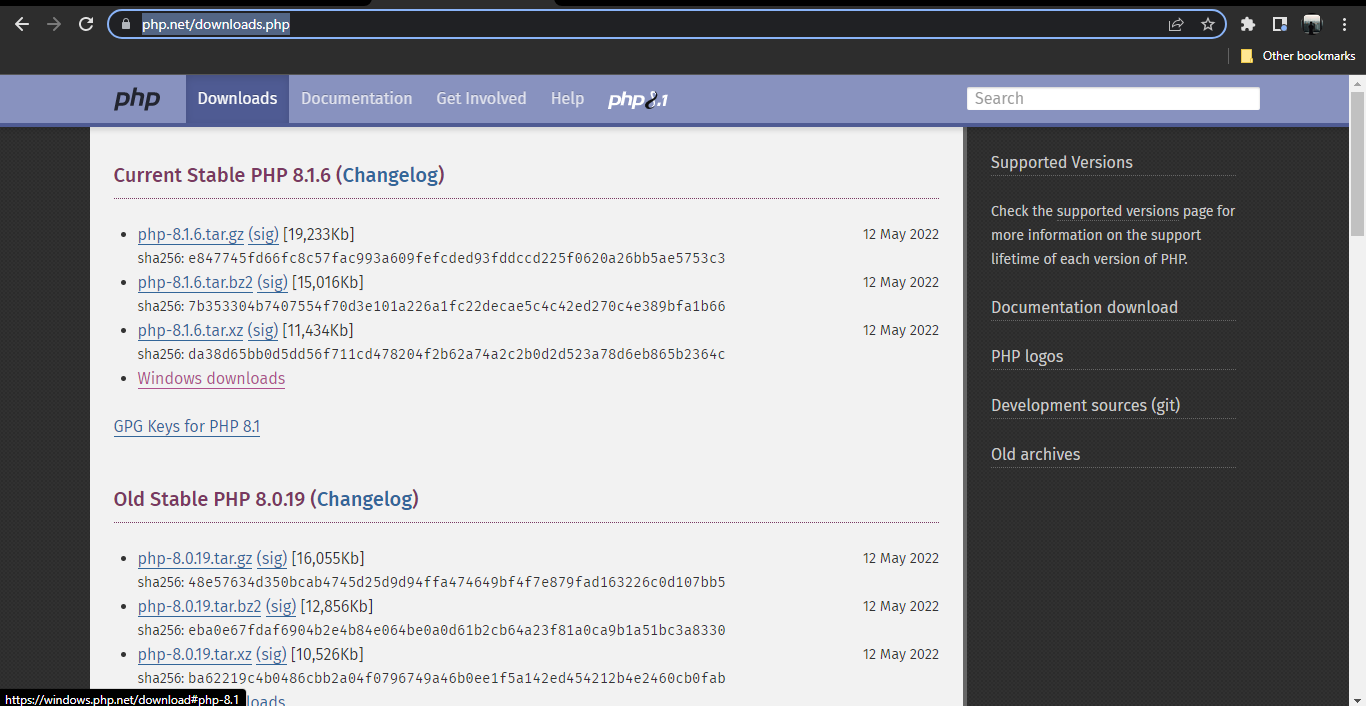 php.net/downloads.php
Other bookmarks
php Downloads Documentation Get Involved Help php8.1 Search
Current Stable PHP 8.1.6 (Changelog)
php-8.1.6.tar.gz (sig) [19,233Kb] 12 May 2022
sha256: e847745fd66fc8c57fac993a609fefcded93fddccd225f0620a26bb5ae5753c3
php-8.1.6.tar.bz2 (sig) [15,016Kb] 12 May 2022
sha256: 7b353304b7407554f70d3e101a226a1fc22decae5c4c42ed270c4e389bfa1b66
php-8.1.6.tar.xz (sig) [11,434Kb] 12 May 2022
sha256: da38d65bb0d5dd56f711cd478204f2b62a74a2c2b0d2d523a78d6eb865b2364c
Windows downloads
GPG Keys for PHP 8.1
Old Stable PHP 8.0.19 (Changelog)
php-8.0.19.tar.gz (sig) [16,055Kb] 12 May 2022
sha256: 48e57634d350bcab4745d25d9d94ffa474649bf4f7e879fad163226c0d107bb5
php-8.0.19.tar.bz2 (sig) [12,856Kb] 12 May 2022
sha256: eba0e67fdaf6904b2e4b84e064be0a0d61b2cb64a23f81a0ca9b1a51bc3a8330
php-8.0.19.tar.xz (sig) [10,526Kb] 12 May 2022
sha256: ba62219c4b0486cbb2a04f0796749a46b0ee1f5a142ed454212b4e2460cb0fab
loads
Supported Versions
Check the supported versions page for
more information on the support
lifetime of each version of PHP.
Documentation download
PHP logos
Development sources (git)
Old archives
https://windows.php.net/download#php-8.1